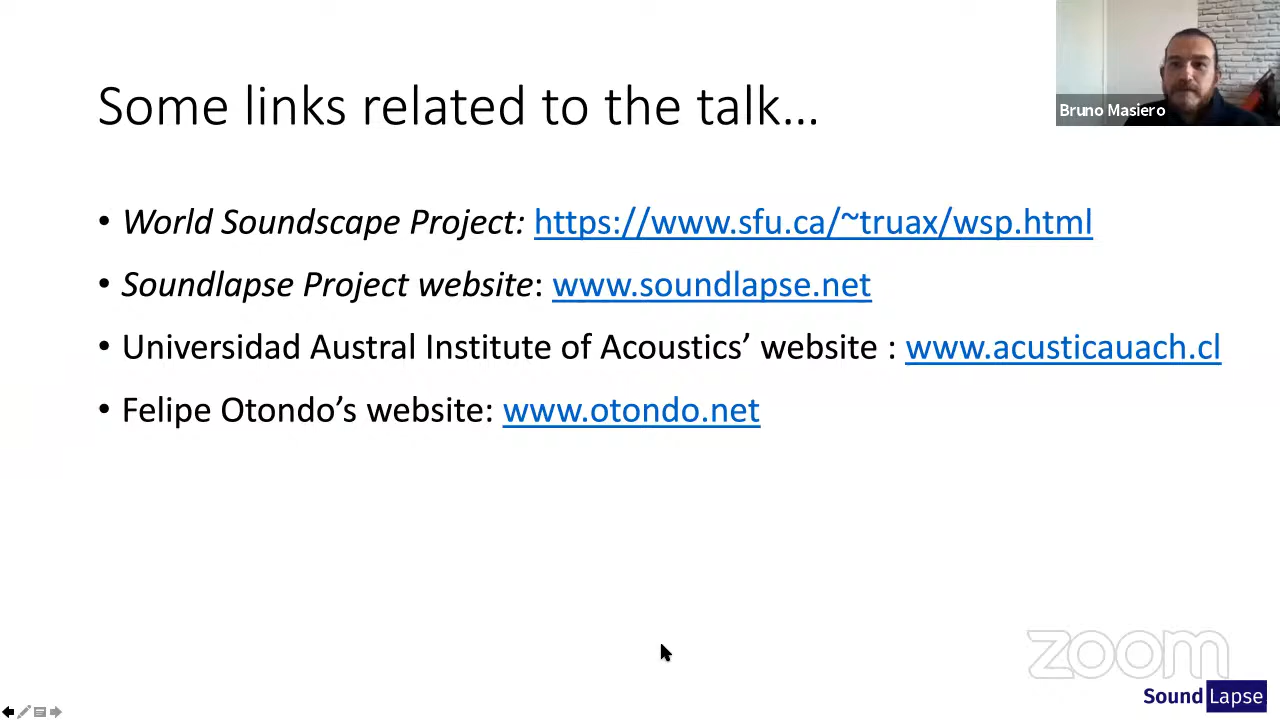 Some links related to the talk...
Bruno Masiero
• World Soundscape Project: https://www.sfu.ca/~truax/wsp.html
• Soundlapse Project website: www.soundlapse.net
• Universidad Austral Institute of Acoustics’ website : www.acusticauach.cl
• Felipe Otondo’s website: www.otondo.net
zoom
Sound Lapse